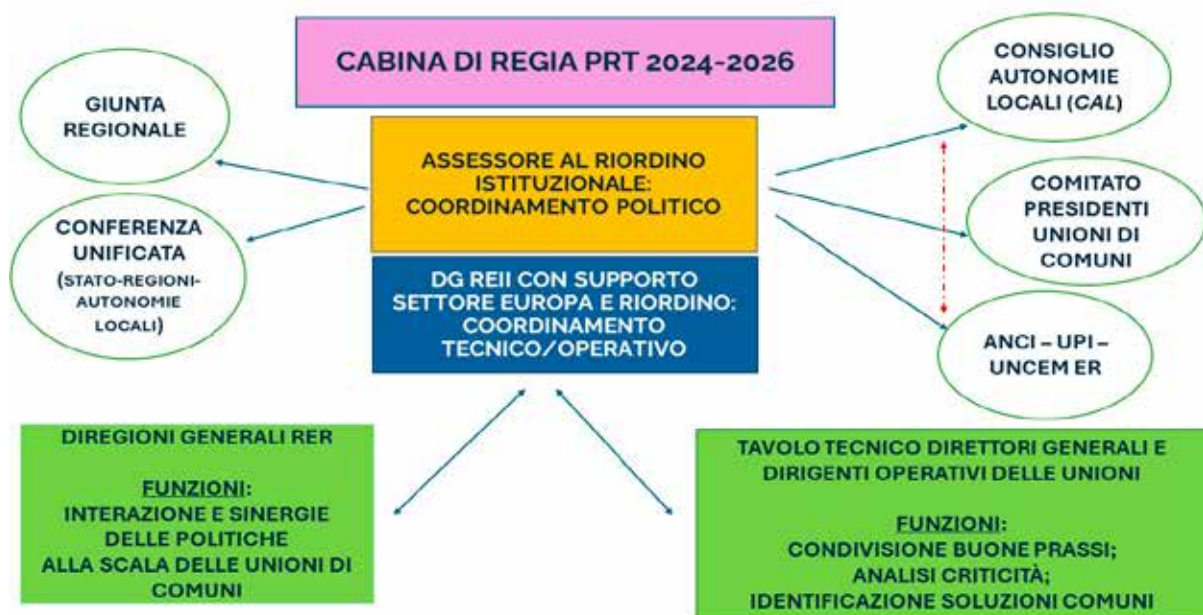 CABINA DI REGIA PRT 2024-2026
GIUNTA
REGIONALE
CONFERENZA
UNIFICATA
(STATO-REGIONI-
AUTONOMIE
LOCALI)
ASSESSORE AL RIORDINO
ISTITUZIONALE:
COORDINAMENTO POLITICO
DG REII CON SUPPORTO
SETTORE EUROPA E RIORDINO:
COORDINAMENTO
TECNICO/OPERATIVO
CONSIGLIO
AUTONOMIE
LOCALI (CAL)
COMITATO
PRESIDENTI
UNIONI DI
COMUNI
ANCI – UPI –
UNCEM ER
DIREGIONI GENERALI RER
FUNZIONI:
INTERAZIONE E SINERGIE
DELLE POLITICHE
ALLA SCALA DELLE UNIONI DI
COMUNI
TAVOLO TECNICO DIRETTORI GENERALI E
DIRIGENTI OPERATIVI DELLE UNIONI
FUNZIONI:
CONDIVISIONE BUONE PRASSI;
ANALISI CRITICITÀ;
IDENTIFICAZIONE SOLUZIONI COMUNI